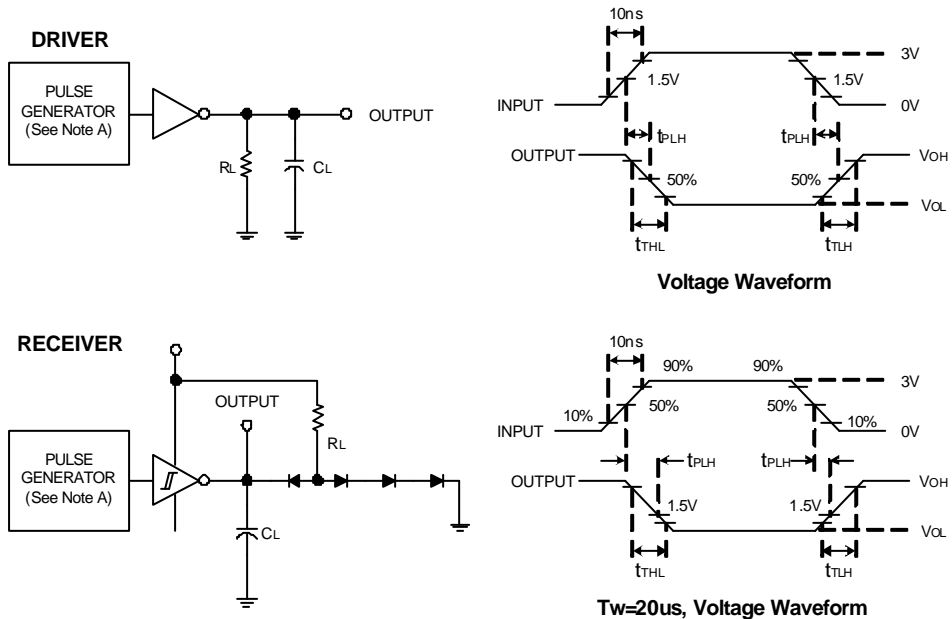 DRIVER
PULSE
GENERATOR
(See Note A)
OUTPUT
RL
CL
10ns
3V
1.5V
1.5V
INPUT
0V
tPLH
tPLH
OUTPUT
VOH
50%
50%
VOL
tTHL
tTLH
Voltage Waveform
RECEIVER
OUTPUT
RL
PULSE
GENERATOR
(See Note A)
CL
10ns
90%
90%
3V
50%
50%
10%
10%
INPUT
0V
tPLH
tPLH
OUTPUT
VOH
1.5V
1.5V
VOL
tTHL
tTLH
Tw=20us, Voltage Waveform